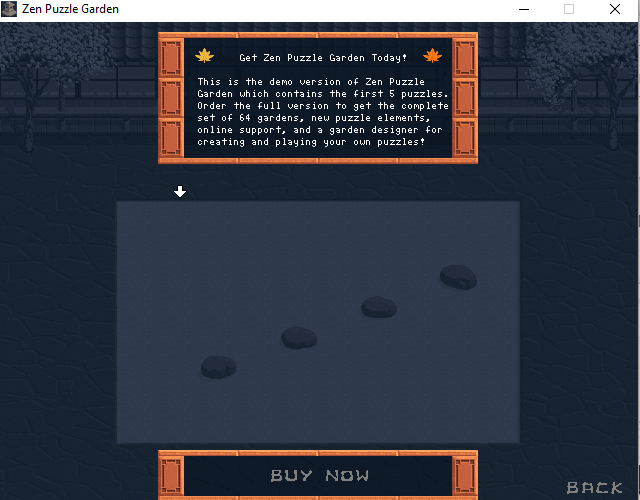 Zen Puzzle Garden
Get Zen Puzzle Garden Today!
This is the demo version of Zen Puzzle
Garden which contains the first 5 puzzles.
Order the full version to get the complete
set of 64 gardens, new puzzle elements,
online support, and a garden designer for
creating and playing your own puzzles!
BUY NOW
BACK